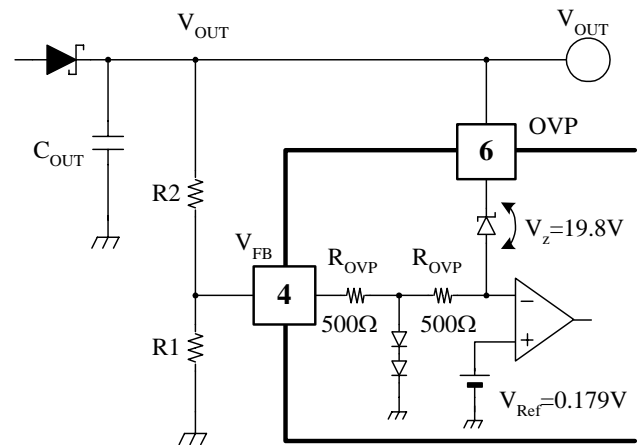 V_OUT
V_OUT
OVP
6
C_OUT
R2
V_z=19.8V
V_FB
R_OVP
R_OVP
4
−
500Ω
500Ω
+
R1
V_Ref=0.179V